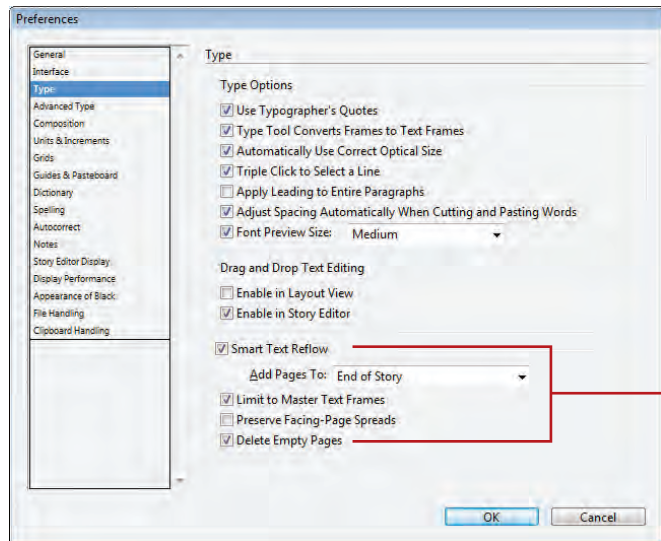 Preferences
General
Interface
Type
Advanced Type
Composition
Units & Increments
Grids
Guides & Pasteboard
Dictionary
Spelling
Autocorrect
Notes
Story Editor Display
Display Performance
Appearance of Black
File Handling
Clipboard Handling
Type
Type Options
Use Typographer's Quotes
Type Tool Converts Frames to Text Frames
Automatically Use Correct Optical Size
Triple Click to Select a Line
Apply Leading to Entire Paragraphs
Adjust Spacing Automatically When Cutting and Pasting Words
Font Preview Size: Medium
Drag and Drop Text Editing
Enable in Layout View
Enable in Story Editor
Smart Text Reflow
Add Pages To: End of Story
Limit to Master Text Frames
Preserve Facing-Page Spreads
Delete Empty Pages
OK Cancel